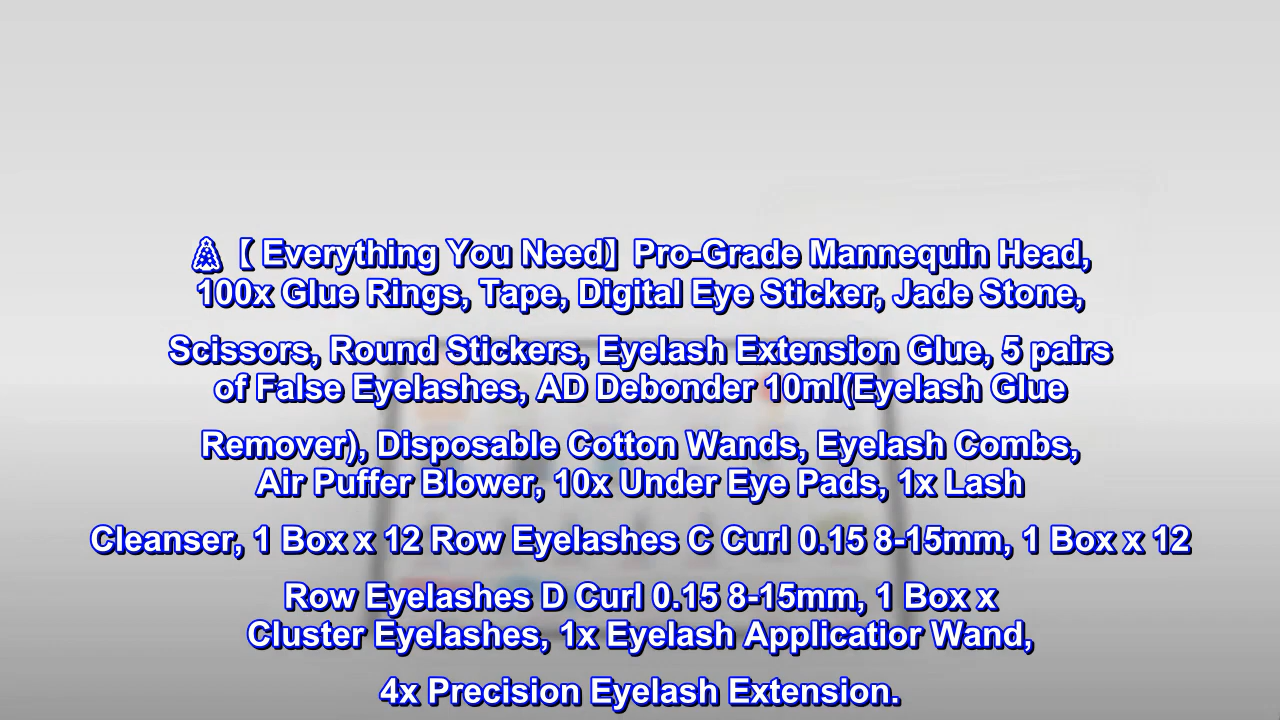 🎄【 Everything You Need】Pro-Grade Mannequin Head,
100x Glue Rings, Tape, Digital Eye Sticker, Jade Stone,
Scissors, Round Stickers, Eyelash Extension Glue, 5 pairs
of False Eyelashes, AD Debonder 10ml(Eyelash Glue
Remover), Disposable Cotton Wands, Eyelash Combs,
Air Puffer Blower, 10x Under Eye Pads, 1x Lash
Cleanser, 1 Box x 12 Row Eyelashes C Curl 0.15 8-15mm, 1 Box x 12
Row Eyelashes D Curl 0.15 8-15mm, 1 Box x
Cluster Eyelashes, 1x Eyelash Applicatior Wand,
4x Precision Eyelash Extension.